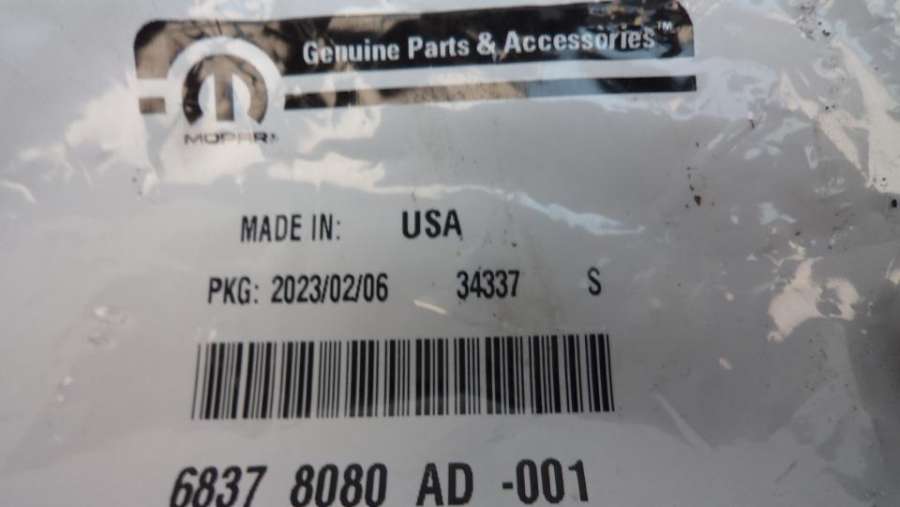 Genuine Parts & Accessories™
MOPAR
MADE IN: USA
PKG: 2023/02/06 34337 S
6837 8080 AD -001